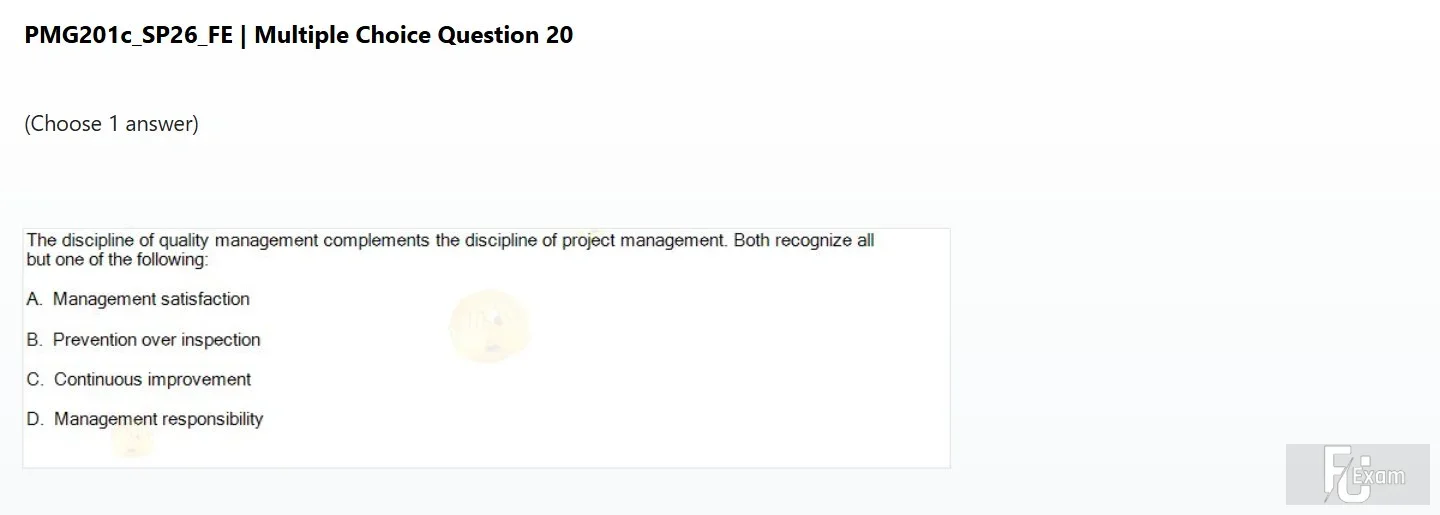 PMG201c_SP26_FE | Multiple Choice Question 20
(Choose 1 answer)
The discipline of quality management complements the discipline of project management. Both recognize all
but one of the following:
A. Management satisfaction
B. Prevention over inspection
C. Continuous improvement
D. Management responsibility
FC Exam